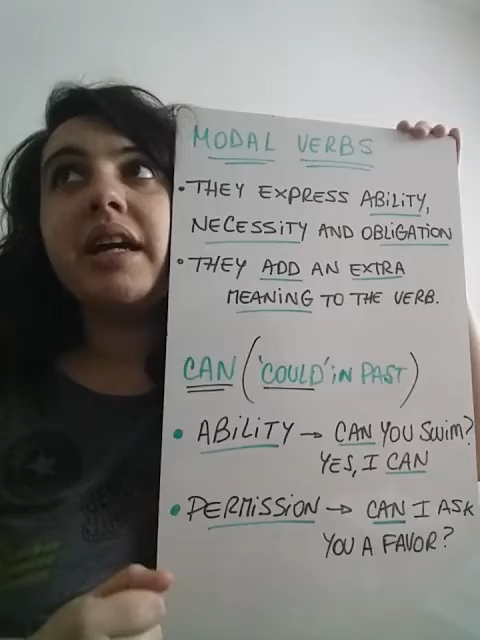 MODAL VERBS
• THEY EXPRESS ABILITY,
NECESSITY AND OBLIGATION
• THEY ADD AN EXTRA
MEANING TO THE VERB.
CAN ('COULD' iN PAST)
• ABiLiTY → CAN YOU SWiM?
YES, I CAN
• PERMiSSiON → CAN I ASK
YOU A FAVOR?